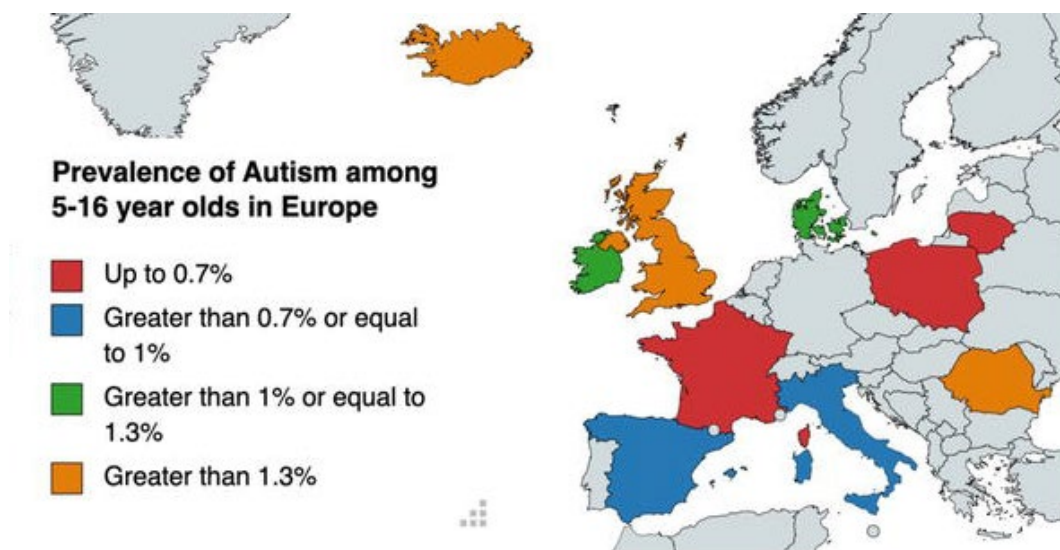 Prevalence of Autism among
5-16 year olds in Europe
Up to 0.7%
Greater than 0.7% or equal
to 1%
Greater than 1% or equal to
1.3%
Greater than 1.3%